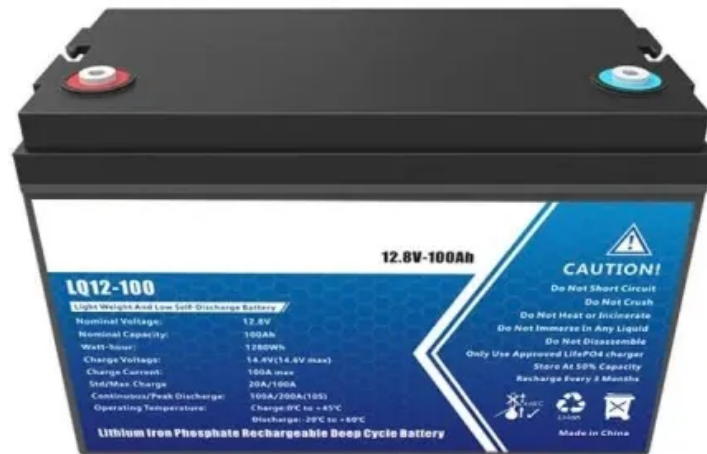 12.8V-100Ah
LQ12-100
Light Weight And Low Self-Discharge Battery
Nominal Voltage: 12.8V
Nominal Capacity: 100Ah
Watt-hour: 1280Wh
Charge Voltage: 14.4V(14.6V max)
Charge Current: 100A max
Std/Max Charge 20A/100A
Continuous/Peak Discharge: 100A/200A(10S)
Operating Temperature: Charge:0℃ to +45℃
Discharge:-20℃ to +60℃
Lithium Iron Phosphate Rechargeable Deep Cycle Battery
CAUTION!
Do Not Short Circuit
Do Not Crush
Do Not Heat or Incinerate
Do Not Immerse In Any Liquid
Do Not Disassemble
Only Use Approved LifePO4 charger
Store At 50% Capacity
Recharge Every 3 Months
Li-ion
Made in China